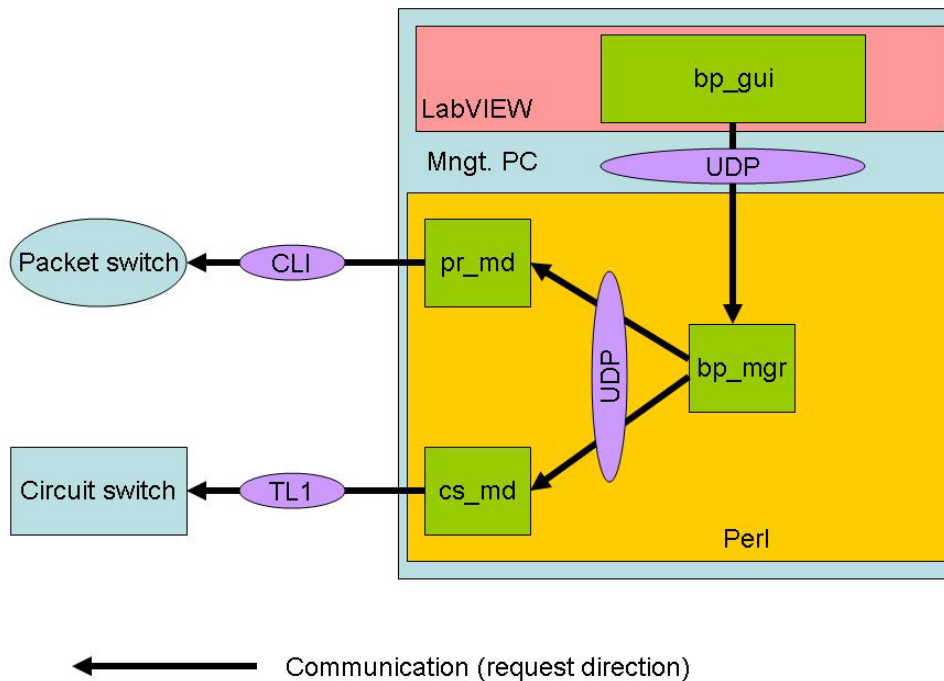 bp_gui
LabVIEW
Mngt. PC
UDP
Packet switch
CLI
pr_md
UDP
bp_mgr
Circuit switch
TL1
cs_md
Perl
Communication (request direction)